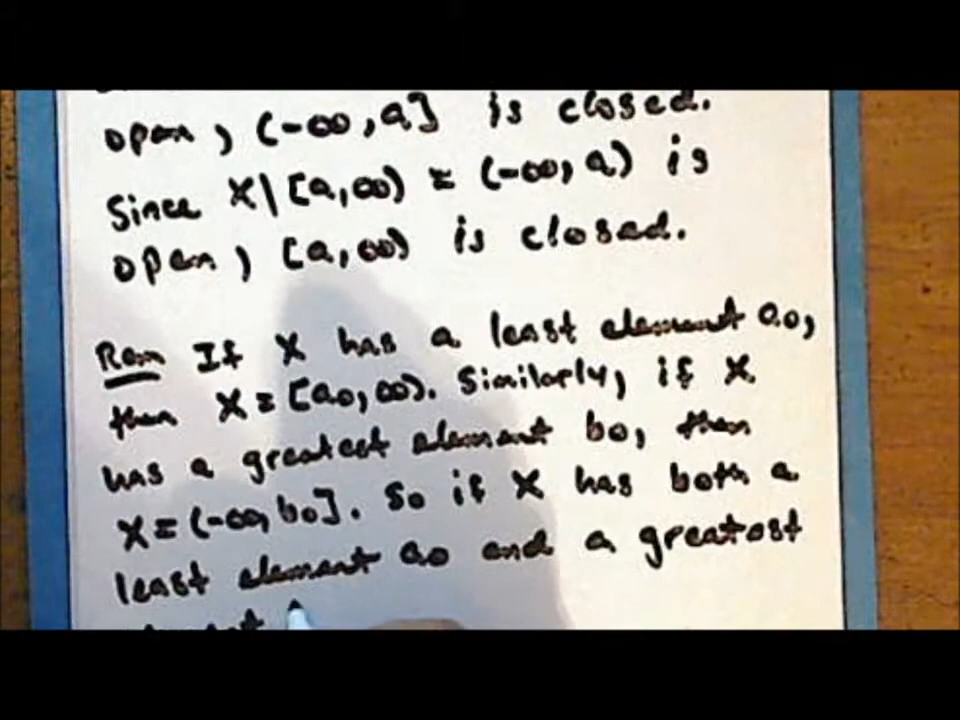 open, (-∞, a] is closed.
Since X\[a, ∞) = (-∞, a) is
open, [a, ∞) is closed.
Rem If X has a least element a0,
then X = [a0, ∞). Similarly, if X
has a greatest element b0, then
X = (-∞, b0]. So if X has both a
least element a0 and a greatest